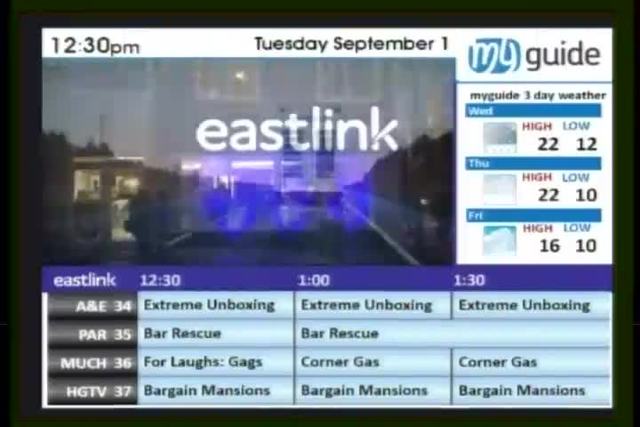 12:30pm
Tuesday September 1
my guide
eastlink
myguide 3 day weather
Wed
HIGH LOW
22 12
Thu
HIGH LOW
22 10
Fri
HIGH LOW
16 10
eastlink 12:30 1:00 1:30
A&E 34 Extreme Unboxing Extreme Unboxing Extreme Unboxing
PAR 35 Bar Rescue Bar Rescue
MUCH 36 For Laughs: Gags Corner Gas Corner Gas
HGTV 37 Bargain Mansions Bargain Mansions Bargain Mansions